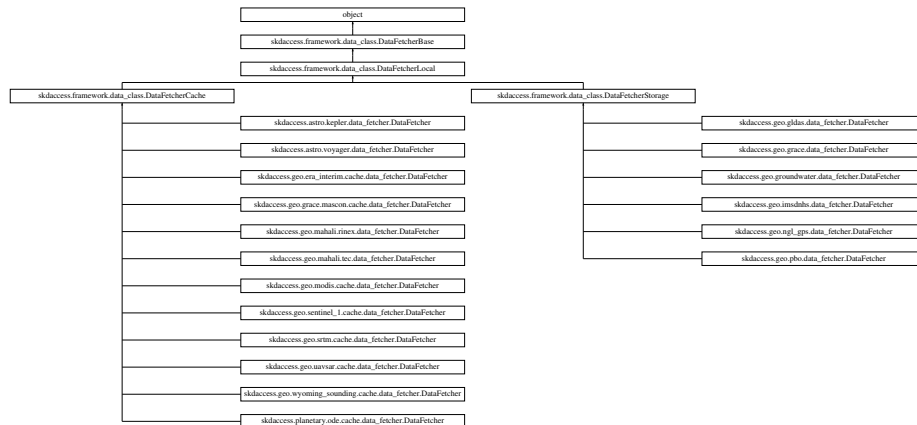 object
skdaccess.framework.data_class.DataFetcherBase
skdaccess.framework.data_class.DataFetcherLocal
skdaccess.framework.data_class.DataFetcherCache
skdaccess.astro.kepler.data_fetcher.DataFetcher
skdaccess.astro.voyager.data_fetcher.DataFetcher
skdaccess.geo.era_interim.cache.data_fetcher.DataFetcher
skdaccess.geo.grace.mascon.cache.data_fetcher.DataFetcher
skdaccess.geo.mahali.rinex.data_fetcher.DataFetcher
skdaccess.geo.mahali.tec.data_fetcher.DataFetcher
skdaccess.geo.modis.cache.data_fetcher.DataFetcher
skdaccess.geo.sentinel_1.cache.data_fetcher.DataFetcher
skdaccess.geo.srtm.cache.data_fetcher.DataFetcher
skdaccess.geo.uavsar.cache.data_fetcher.DataFetcher
skdaccess.geo.wyoming_sounding.cache.data_fetcher.DataFetcher
skdaccess.planetary.ode.cache.data_fetcher.DataFetcher
skdaccess.framework.data_class.DataFetcherStorage
skdaccess.geo.gldas.data_fetcher.DataFetcher
skdaccess.geo.grace.data_fetcher.DataFetcher
skdaccess.geo.groundwater.data_fetcher.DataFetcher
skdaccess.geo.imsdnhs.data_fetcher.DataFetcher
skdaccess.geo.ngl_gps.data_fetcher.DataFetcher
skdaccess.geo.pbo.data_fetcher.DataFetcher